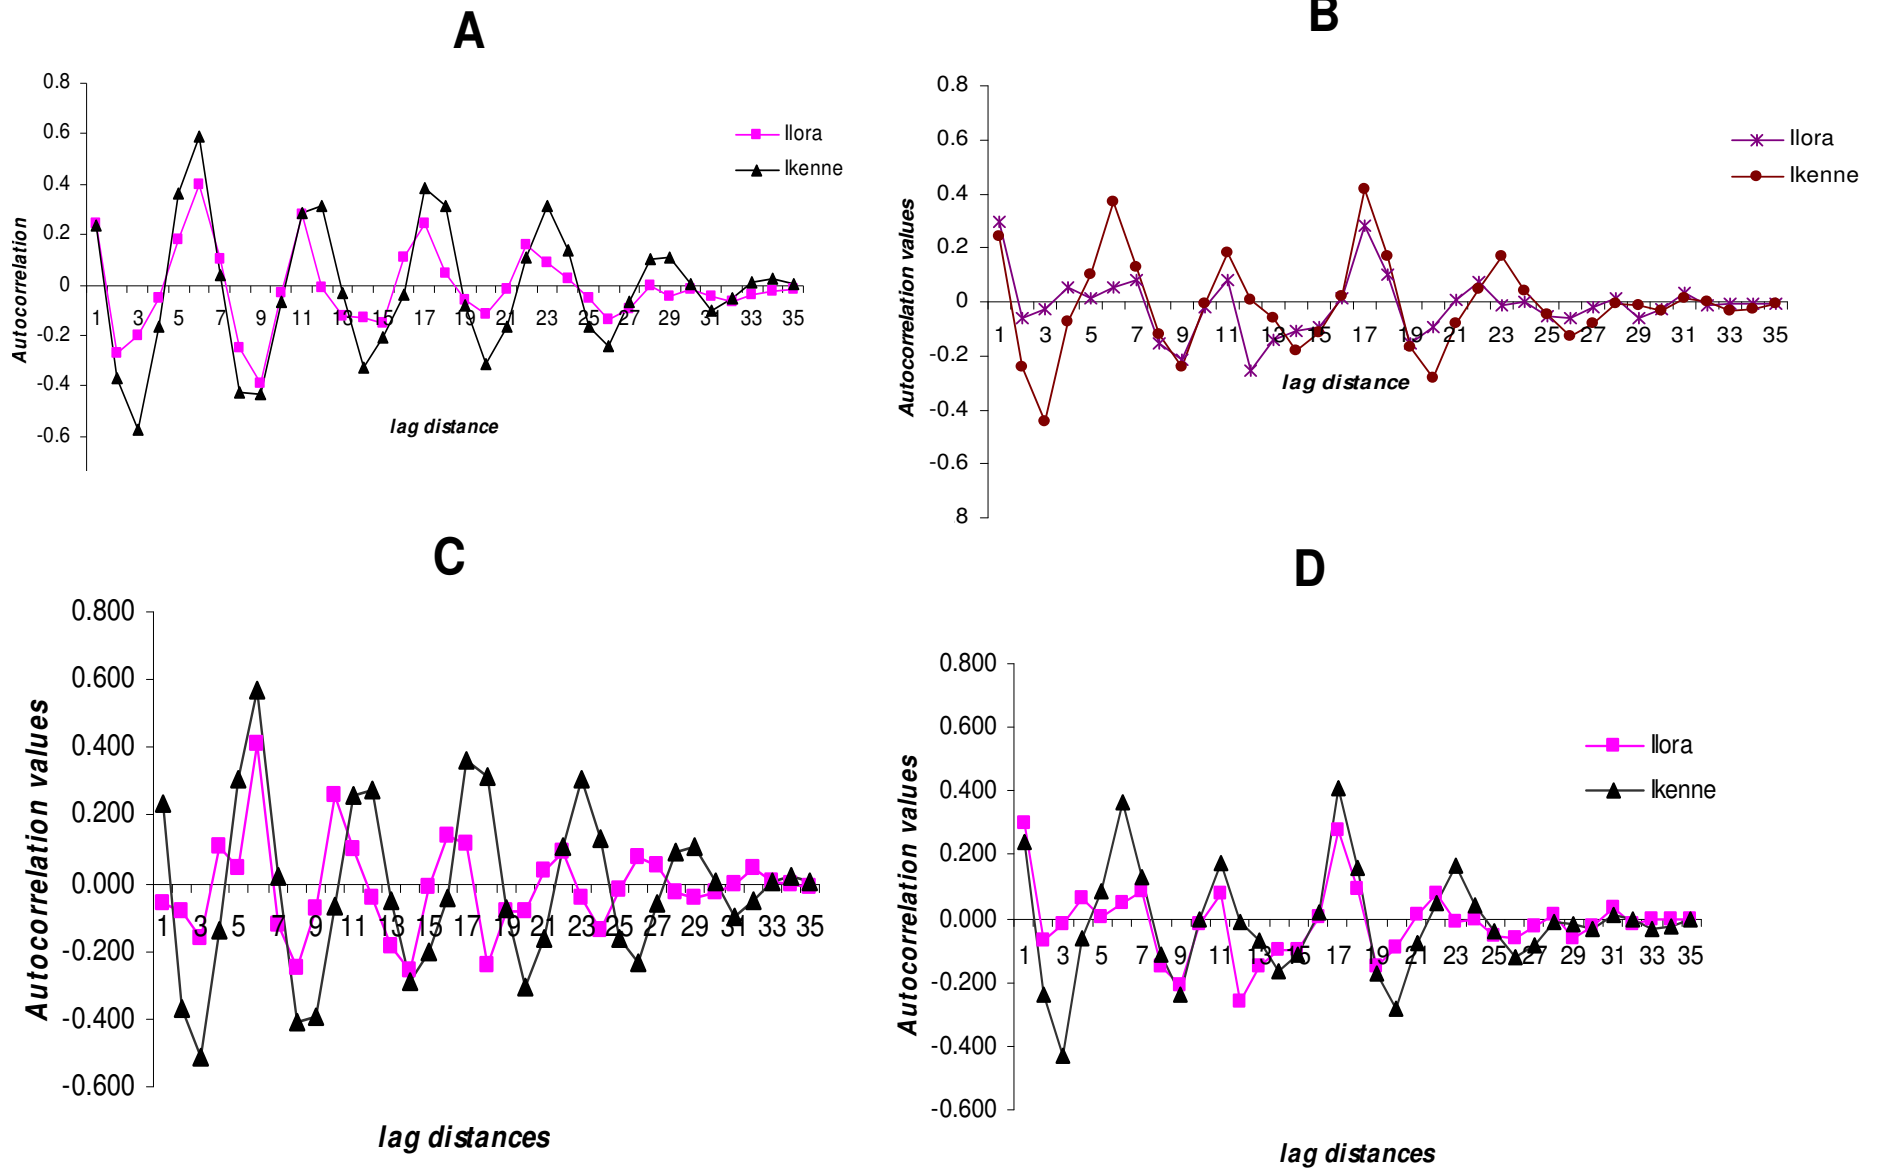 A
0.8
0.6
0.4
0.2
0
-0.2
-0.4
-0.6
Autocorrelation
1 3 5 7 9 11 13 15 17 19 21 23 25 27 29 31 33 35
lag distance
Ilora
Ikenne
B
0.8
0.6
0.4
0.2
0
-0.2
-0.4
-0.6
8
Autocorrelation values
1 3 5 7 9 11 13 15 17 19 21 23 25 27 29 31 33 35
lag distance
Ilora
Ikenne
C
0.800
0.600
0.400
0.200
0.000
-0.200
-0.400
-0.600
Autocorrelation values
1 3 5 7 9 11 13 15 17 19 21 23 25 27 29 31 33 35
lag distances
D
0.800
0.600
0.400
0.200
0.000
-0.200
-0.400
-0.600
Autocorrelation values
1 3 5 7 9 11 13 15 17 19 21 23 25 27 29 31 33 35
lag distances
Ilora
Ikenne